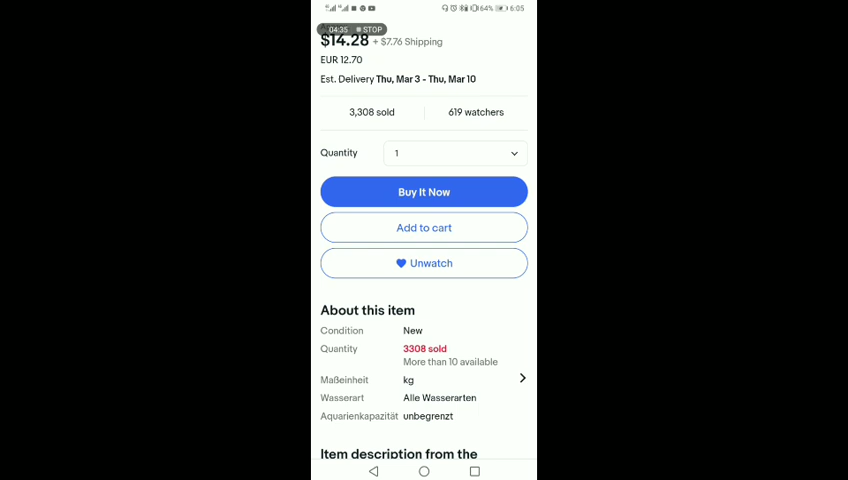 64% 6:05
04:35 STOP
$14.28 + $7.76 Shipping
EUR 12.70
Est. Delivery Thu, Mar 3 - Thu, Mar 10
3,308 sold 619 watchers
Quantity 1
Buy It Now
Add to cart
Unwatch
About this item
Condition New
Quantity 3308 sold
More than 10 available
Maßeinheit kg
Wasserart Alle Wasserarten
Aquarienkapazität unbegrenzt
Item description from the